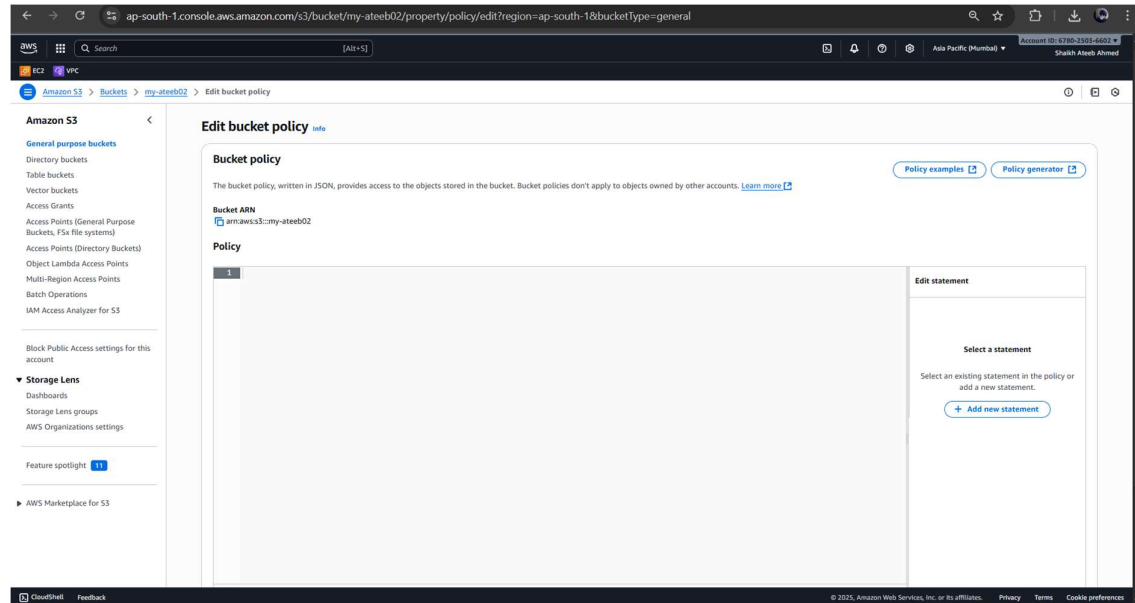 ap-south-1.console.aws.amazon.com/s3/bucket/my-ateeb02/property/policy/edit?region=ap-south-1&bucketType=general
aws
Search
[Alt+S]
Asia Pacific (Mumbai)
Account ID: 6780-2503-6602
Shaikh Ateeb Ahmed
EC2
VPC
Amazon S3 > Buckets > my-ateeb02 > Edit bucket policy
Amazon S3
General purpose buckets
Directory buckets
Table buckets
Vector buckets
Access Grants
Access Points (General Purpose
Buckets, FSx file systems)
Access Points (Directory Buckets)
Object Lambda Access Points
Multi-Region Access Points
Batch Operations
IAM Access Analyzer for S3
Block Public Access settings for this
account
Storage Lens
Dashboards
Storage Lens groups
AWS Organizations settings
Feature spotlight 11
AWS Marketplace for S3
Edit bucket policy Info
Bucket policy
Policy examples
Policy generator
The bucket policy, written in JSON, provides access to the objects stored in the bucket. Bucket policies don't apply to objects owned by other accounts. Learn more
Bucket ARN
arn:aws:s3:::my-ateeb02
Policy
1
Edit statement
Select a statement
Select an existing statement in the policy or
add a new statement.
+ Add new statement
CloudShell
Feedback
© 2025, Amazon Web Services, Inc. or its affiliates.
Privacy
Terms
Cookie preferences